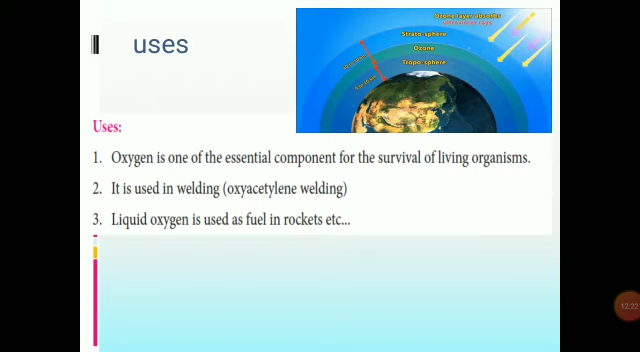 uses
Ozone layer absorbs
Strato-sphere
Ozone
Tropo-sphere
Uses:
1. Oxygen is one of the essential component for the survival of living organisms.
2. It is used in welding (oxyacetylene welding)
3. Liquid oxygen is used as fuel in rockets etc...
12:22